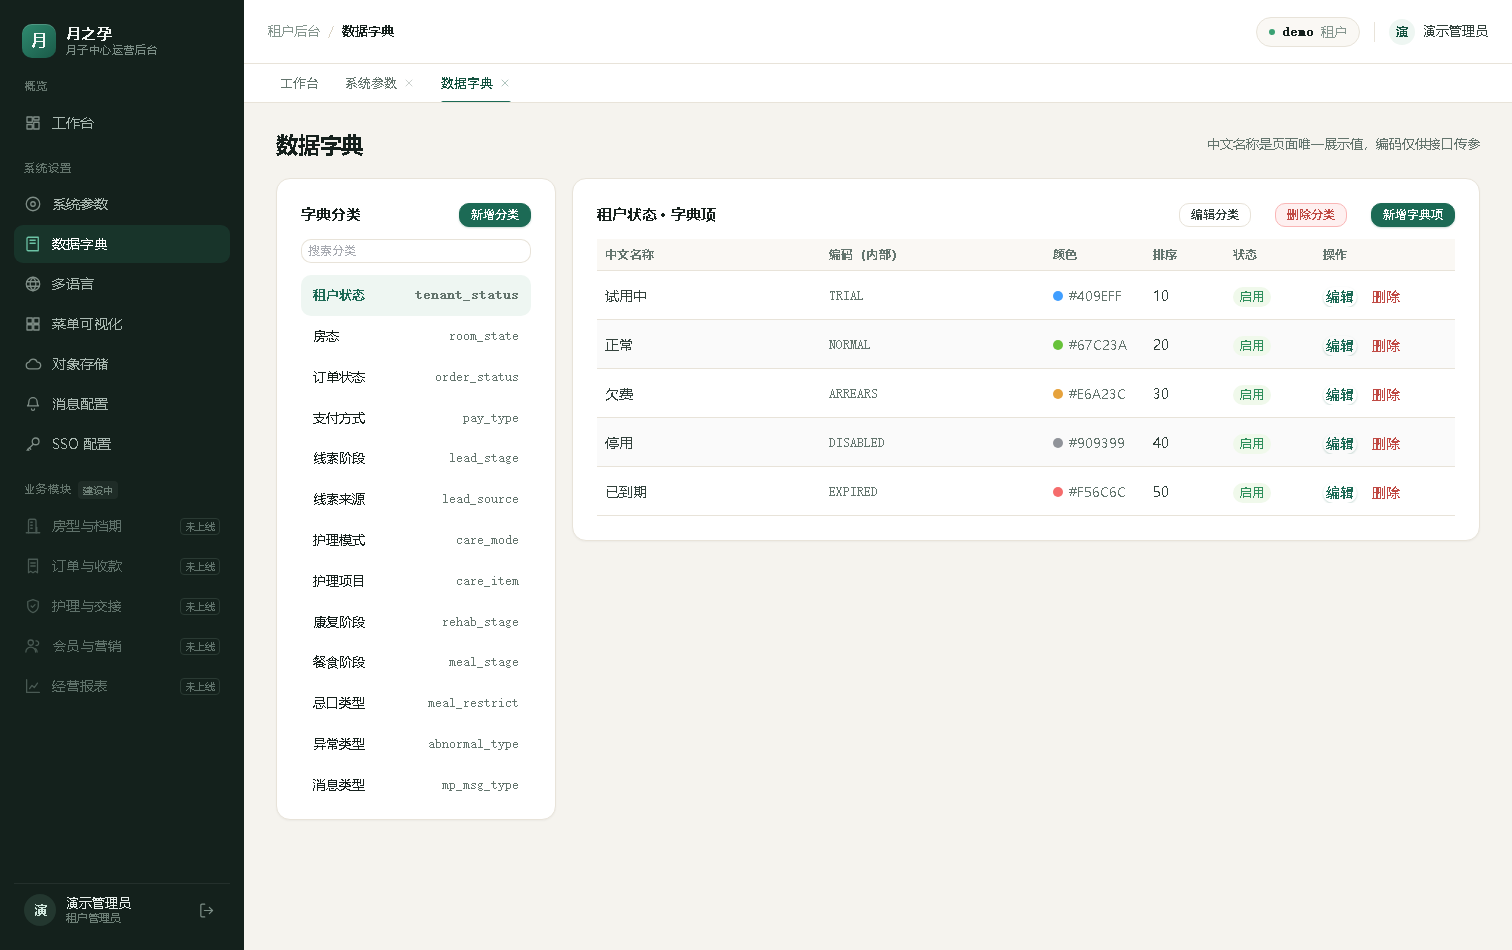 月
月之孕
月子中心运营后台
概览
工作台
系统设置
系统参数
数据字典
多语言
菜单可视化
对象存储
消息配置
SSO 配置
业务模块 建设中
房型与档期 未上线
订单与收款 未上线
护理与交接 未上线
会员与营销 未上线
经营报表 未上线
演
演示管理员
租户管理员
租户后台 / 数据字典
demo 租户
演 演示管理员
工作台 系统参数 × 数据字典 ×
数据字典
中文名称是页面唯一展示值，编码仅供接口传参
字典分类 新增分类
搜索分类
租户状态 tenant_status
房态 room_state
订单状态 order_status
支付方式 pay_type
线索阶段 lead_stage
线索来源 lead_source
护理模式 care_mode
护理项目 care_item
康复阶段 rehab_stage
餐食阶段 meal_stage
忌口类型 meal_restrict
异常类型 abnormal_type
消息类型 mp_msg_type
租户状态 · 字典项 编辑分类 删除分类 新增字典项
中文名称 编码 (内部) 颜色 排序 状态 操作
试用中 TRIAL #409EFF 10 启用 编辑 删除
正常 NORMAL #67C23A 20 启用 编辑 删除
欠费 ARREARS #E6A23C 30 启用 编辑 删除
停用 DISABLED #909399 40 启用 编辑 删除
已到期 EXPIRED #F56C6C 50 启用 编辑 删除